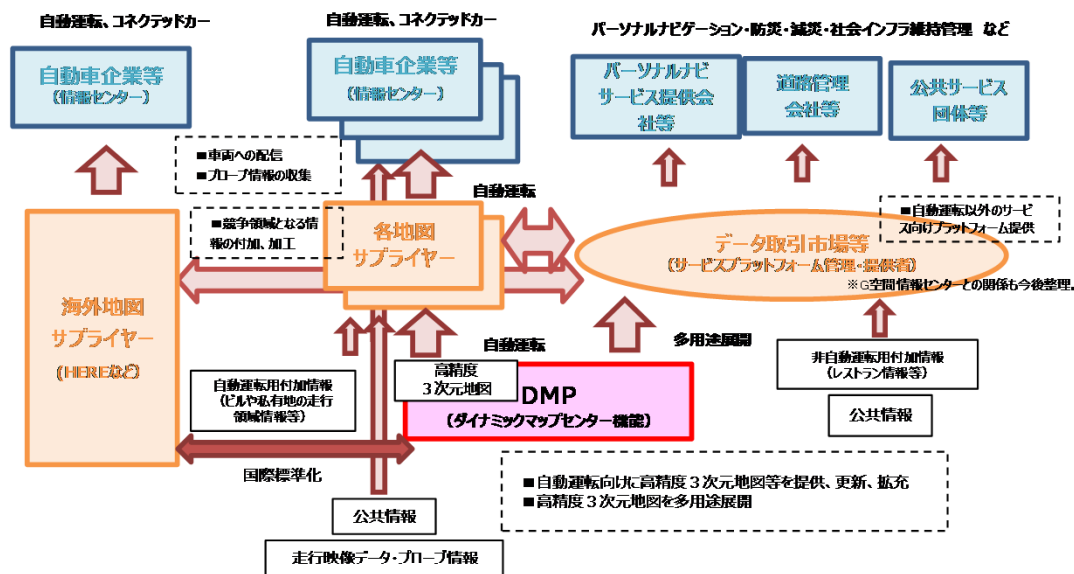 自動運転、コネクテッドカー
自動運転、コネクテッドカー
パーソナルナビゲーション・防災・減災・社会インフラ維持管理 など
自動車企業等
(情報センター)
自動車企業等
(情報センター)
パーソナルナビ
サービス提供会
社等
道路管理
会社等
公共サービス
団体等
■車両への配信
■プローブ情報の収集
自動運転
■競争領域となる情
報の付加、加工
各地図
サプライヤー
■自動運転以外のサービ
ス向けプラットフォーム提供
データ取引市場等
(サービスプラットフォーム管理・提供者)
※G空間情報センターとの関係も今後整理。
海外地図
サプライヤー
(HEREなど)
自動運転
多用途展開
高精度
3次元地図
非自動運転用付加情報
(レストラン情報等)
自動運転用付加情報
(ビルや私有地の走行
領域情報等)
DMP
(ダイナミックマップセンター機能)
公共情報
国際標準化
■自動運転向けに高精度3次元地図等を提供、更新、拡充
■高精度3次元地図を多用途展開
公共情報
走行映像データ・プローブ情報